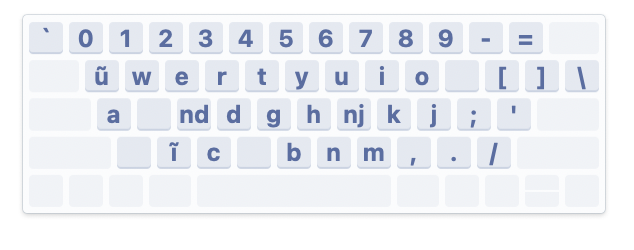 ` 0 1 2 3 4 5 6 7 8 9 - =
ũ w e r t y u i o [ ] \
a nd d g h nj k j ; '
ĩ c b n m , . /